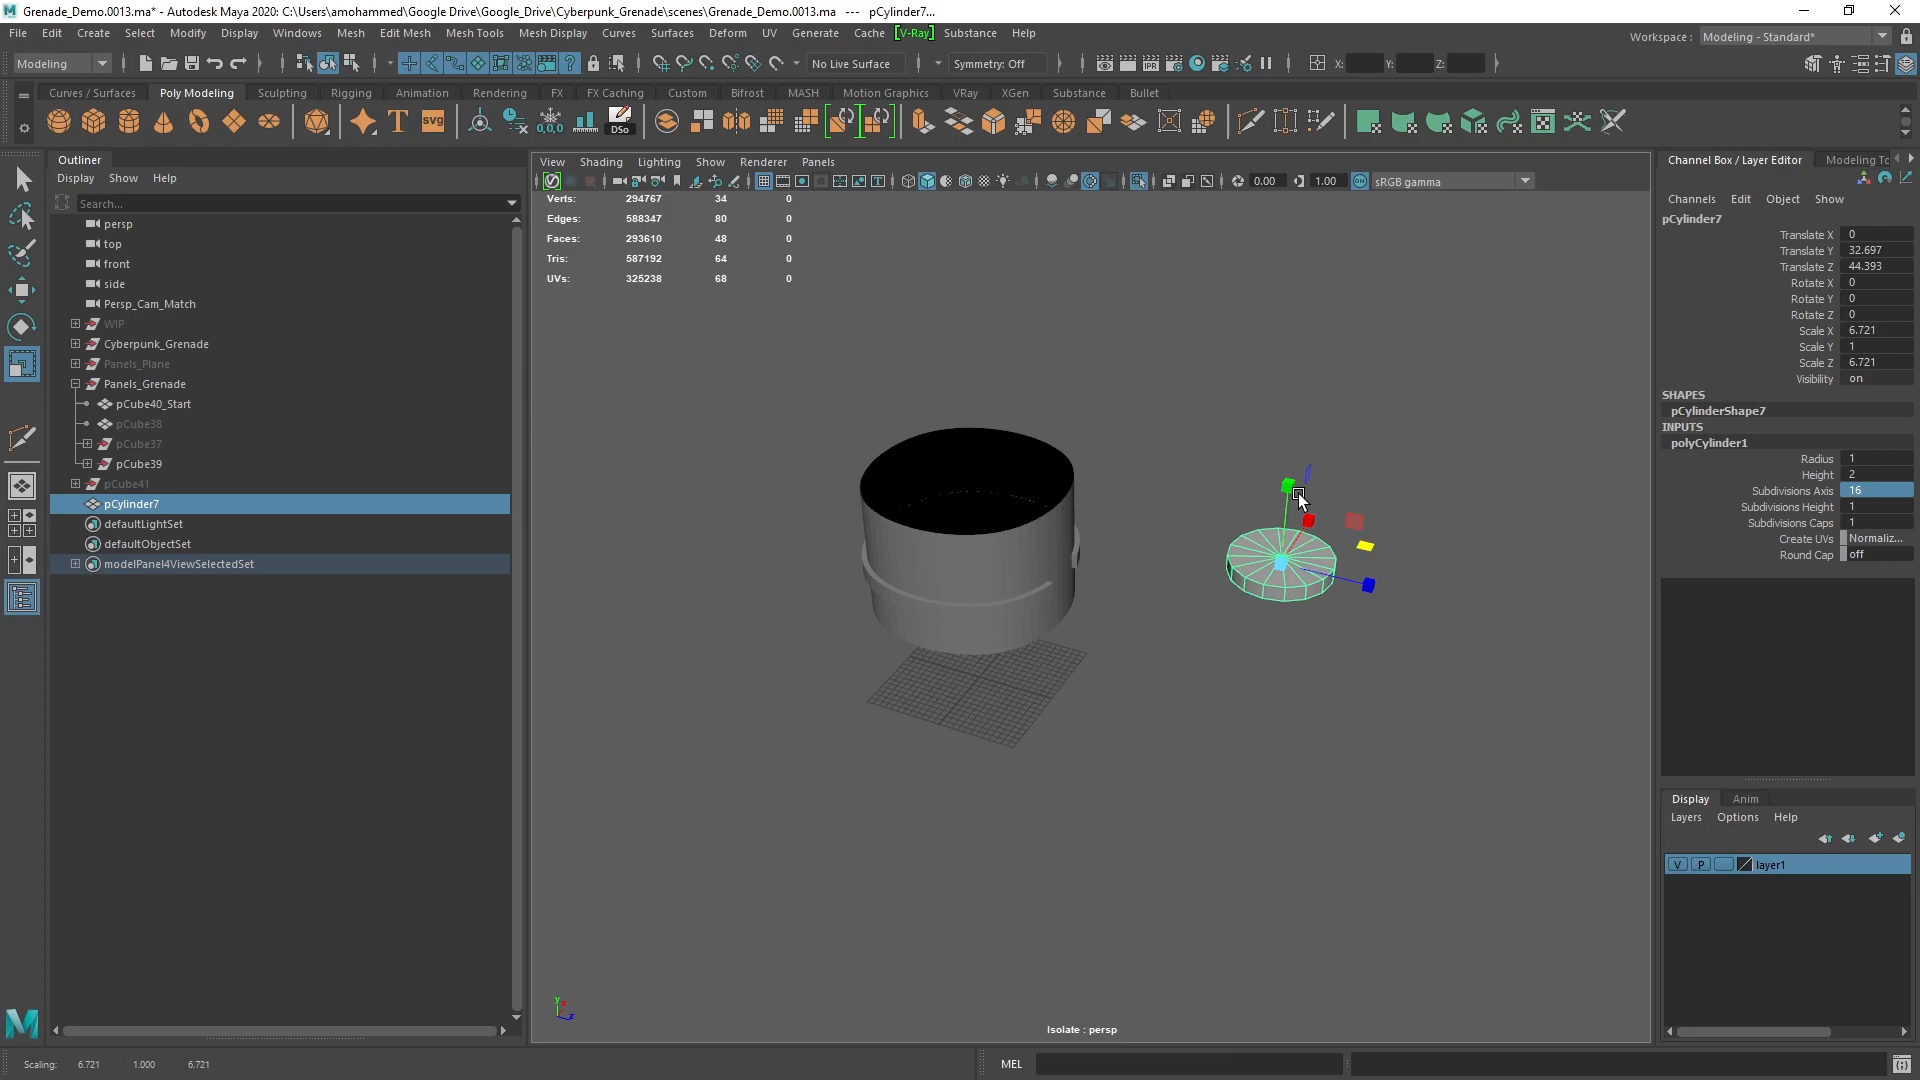 Grenade_Demo.0013.ma* - Autodesk Maya 2020: C:\Users\amohammed\Google Drive\Google_Drive\Cyberpunk_Grenade\scenes\Grenade_Demo.0013.ma --- pCylinder7...
File Edit Create Select Modify Display Windows Mesh Edit Mesh Mesh Tools Mesh Display Curves Surfaces Deform UV Generate Cache [V-Ray] Substance Help
Workspace : Modeling - Standard*
Modeling No Live Surface Symmetry: Off X: Y: Z:
Curves / Surfaces Poly Modeling Sculpting Rigging Animation Rendering FX FX Caching Custom Bifrost MASH Motion Graphics VRay XGen Substance Bullet
T SVG 0,0,0 DSo
Outliner
Display Show Help
Search...
persp
top
front
side
Persp_Cam_Match
WIP
Cyberpunk_Grenade
Panels_Plane
Panels_Grenade
pCube40_Start
pCube38
pCube37
pCube39
pCube41
pCylinder7
defaultLightSet
defaultObjectSet
modelPanel4ViewSelectedSet
View Shading Lighting Show Renderer Panels
0.00 1.00 ON sRGB gamma
Verts: 294767 34 0
Edges: 588347 80 0
Faces: 293610 48 0
Tris: 587192 64 0
UVs: 325238 68 0
y x z
Isolate : persp
Channel Box / Layer Editor Modeling To
Channels Edit Object Show
pCylinder7
Translate X 0
Translate Y 32.697
Translate Z 44.393
Rotate X 0
Rotate Y 0
Rotate Z 0
Scale X 6.721
Scale Y 1
Scale Z 6.721
Visibility on
SHAPES
pCylinderShape7
INPUTS
polyCylinder1
Radius 1
Height 2
Subdivisions Axis 16
Subdivisions Height 1
Subdivisions Caps 1
Create UVs Normaliz...
Round Cap off
Display Anim
Layers Options Help
V P layer1
Scaling: 6.721 1.000 6.721
MEL